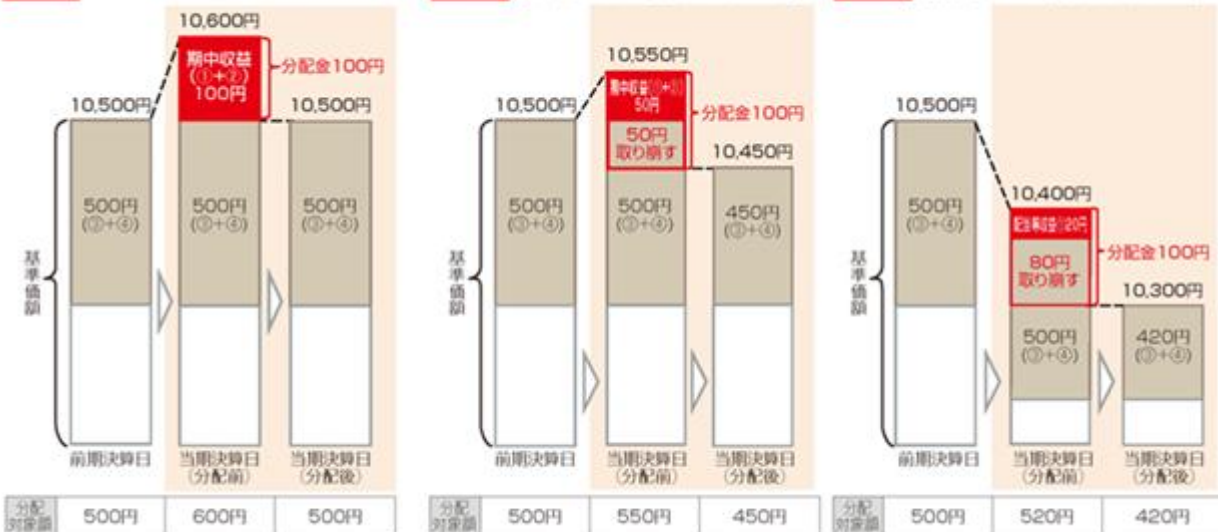 10,600円
期中収益
(①+②)
100円
分配金100円
10,500円
10,500円
500円
(③+④)
500円
(③+④)
500円
(③+④)
基準価額
前期決算日
当期決算日
(分配前)
当期決算日
(分配後)
分配
対象額
500円
600円
500円
10,550円
期中収益(①+②)
50円
分配金100円
10,500円
50円
取り崩す
10,450円
500円
(③+④)
500円
(③+④)
450円
(③+④)
基準価額
前期決算日
当期決算日
(分配前)
当期決算日
(分配後)
分配
対象額
500円
550円
450円
10,500円
10,400円
配当等収益①20円
分配金100円
80円
取り崩す
10,300円
500円
(③+④)
500円
(③+④)
420円
(③+④)
基準価額
前期決算日
当期決算日
(分配前)
当期決算日
(分配後)
分配
対象額
500円
520円
420円